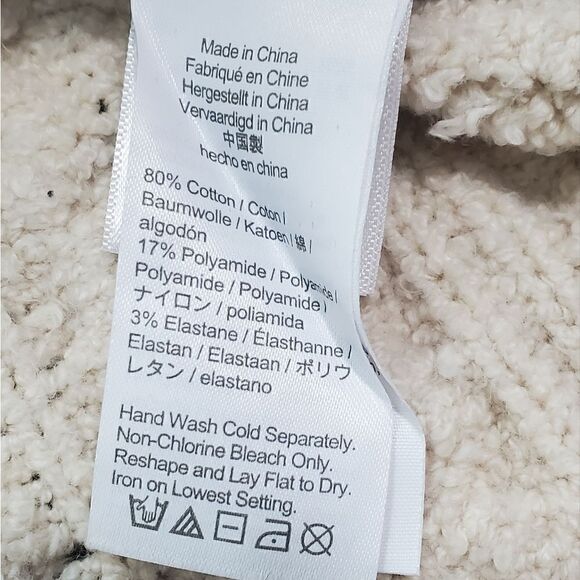 Made in China
Fabriqué en Chine
Hergestellt in China
Vervaardigd in China
中国製
hecho en china
80% Cotton / Coton /
Baumwolle / Katoen / 綿 /
algodón
17% Polyamide / Polyamide /
Polyamide / Polyamide /
ナイロン / poliamida
3% Elastane / Élasthanne /
Elastan / Elastaan / ポリウ
レタン / elastano
Hand Wash Cold Separately.
Non-Chlorine Bleach Only.
Reshape and Lay Flat to Dry.
Iron on Lowest Setting.